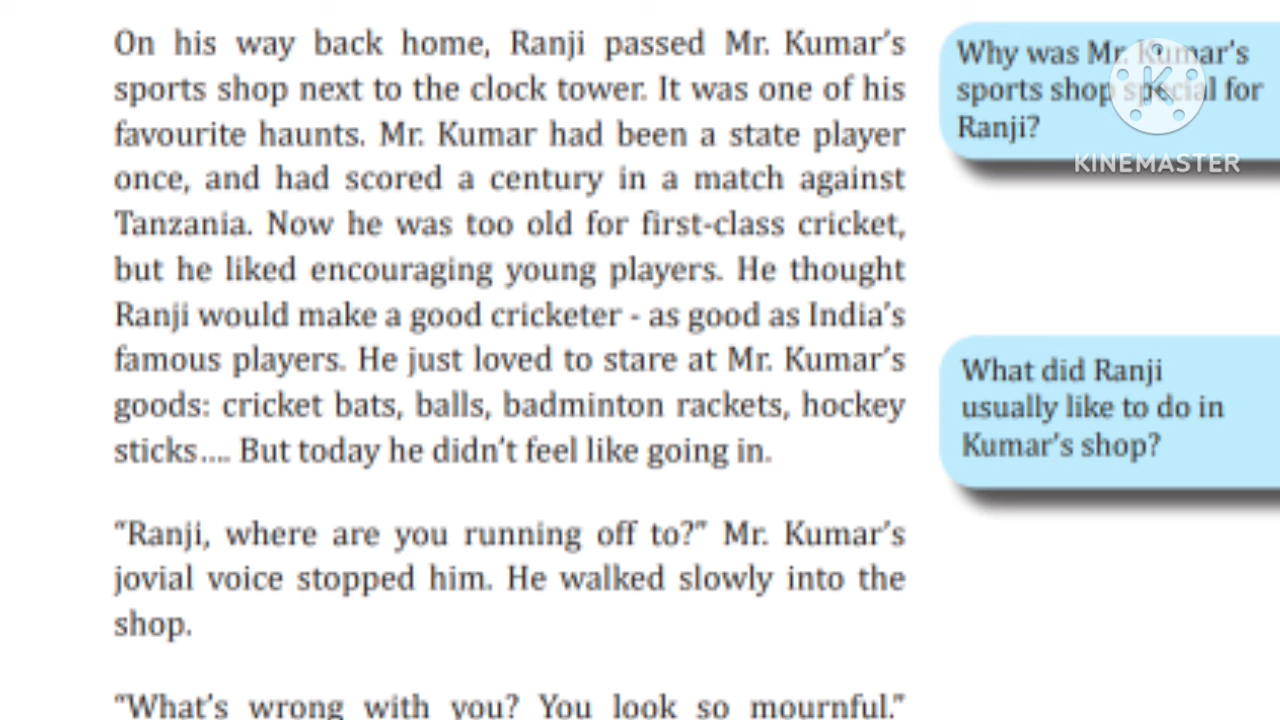 On his way back home, Ranji passed Mr. Kumar's
sports shop next to the clock tower. It was one of his
favourite haunts. Mr. Kumar had been a state player
once, and had scored a century in a match against
Tanzania. Now he was too old for first-class cricket,
but he liked encouraging young players. He thought
Ranji would make a good cricketer - as good as India's
famous players. He just loved to stare at Mr. Kumar's
goods: cricket bats, balls, badminton rackets, hockey
sticks.... But today he didn't feel like going in.
"Ranji, where are you running off to?" Mr. Kumar's
jovial voice stopped him. He walked slowly into the
shop.
"What's wrong with you? You look so mournful."
Why was Mr. Kumar's
sports shop special for
Ranji?
K
KINEMASTER
What did Ranji
usually like to do in
Kumar's shop?